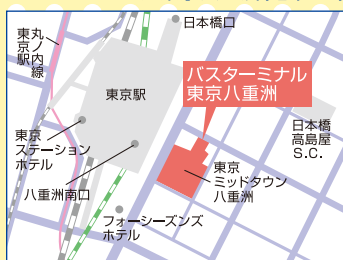 日本橋口
丸ノ内線
東京駅
バスターミナル
東京八重洲
東京駅
日本橋
高島屋
S.C.
東京
ステーション
ホテル
東京
ミッドタウン
八重洲
八重洲南口
フォーシーズンズ
ホテル